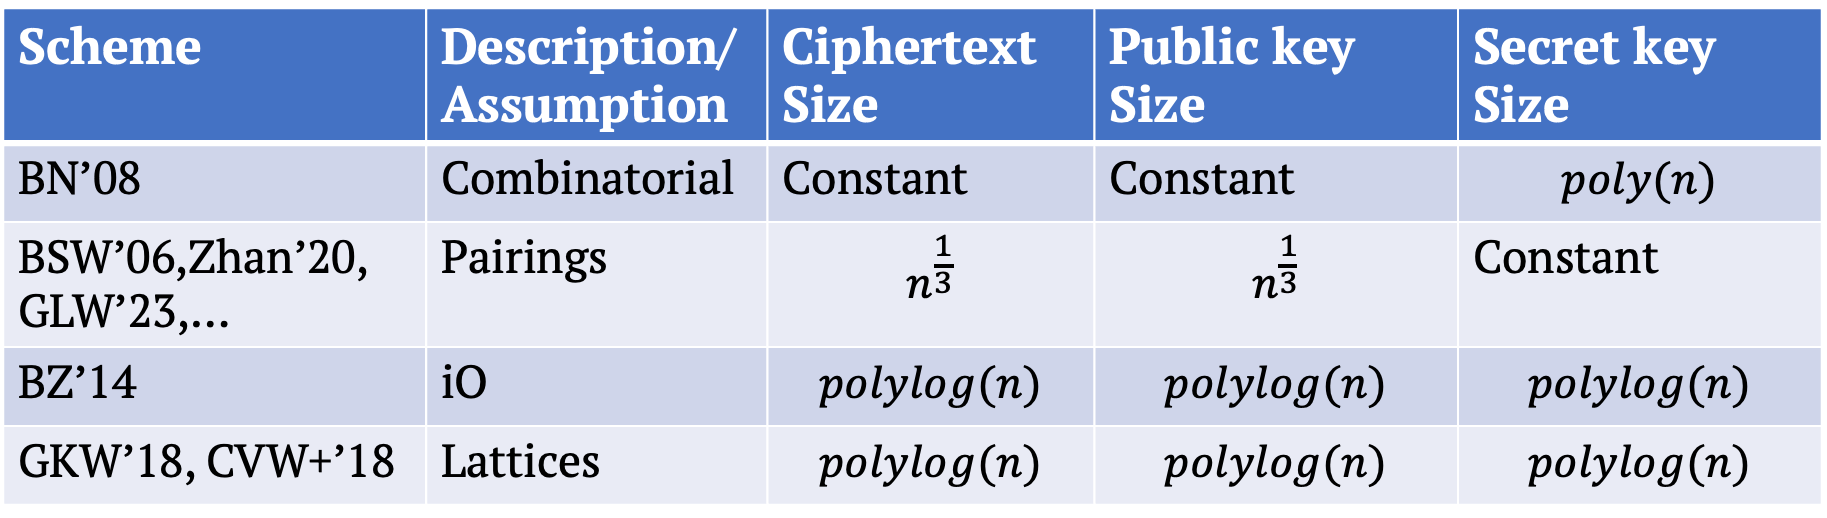 Scheme
Description/
Assumption
Ciphertext
Size
Public key
Size
Secret key
Size
BN’08
Combinatorial
Constant
Constant
poly(n)
BSW’06,Zhan’20,
GLW’23,...
Pairings
n^{1/3}
n^{1/3}
Constant
BZ’14
iO
polylog(n)
polylog(n)
polylog(n)
GKW’18, CVW+’18
Lattices
polylog(n)
polylog(n)
polylog(n)